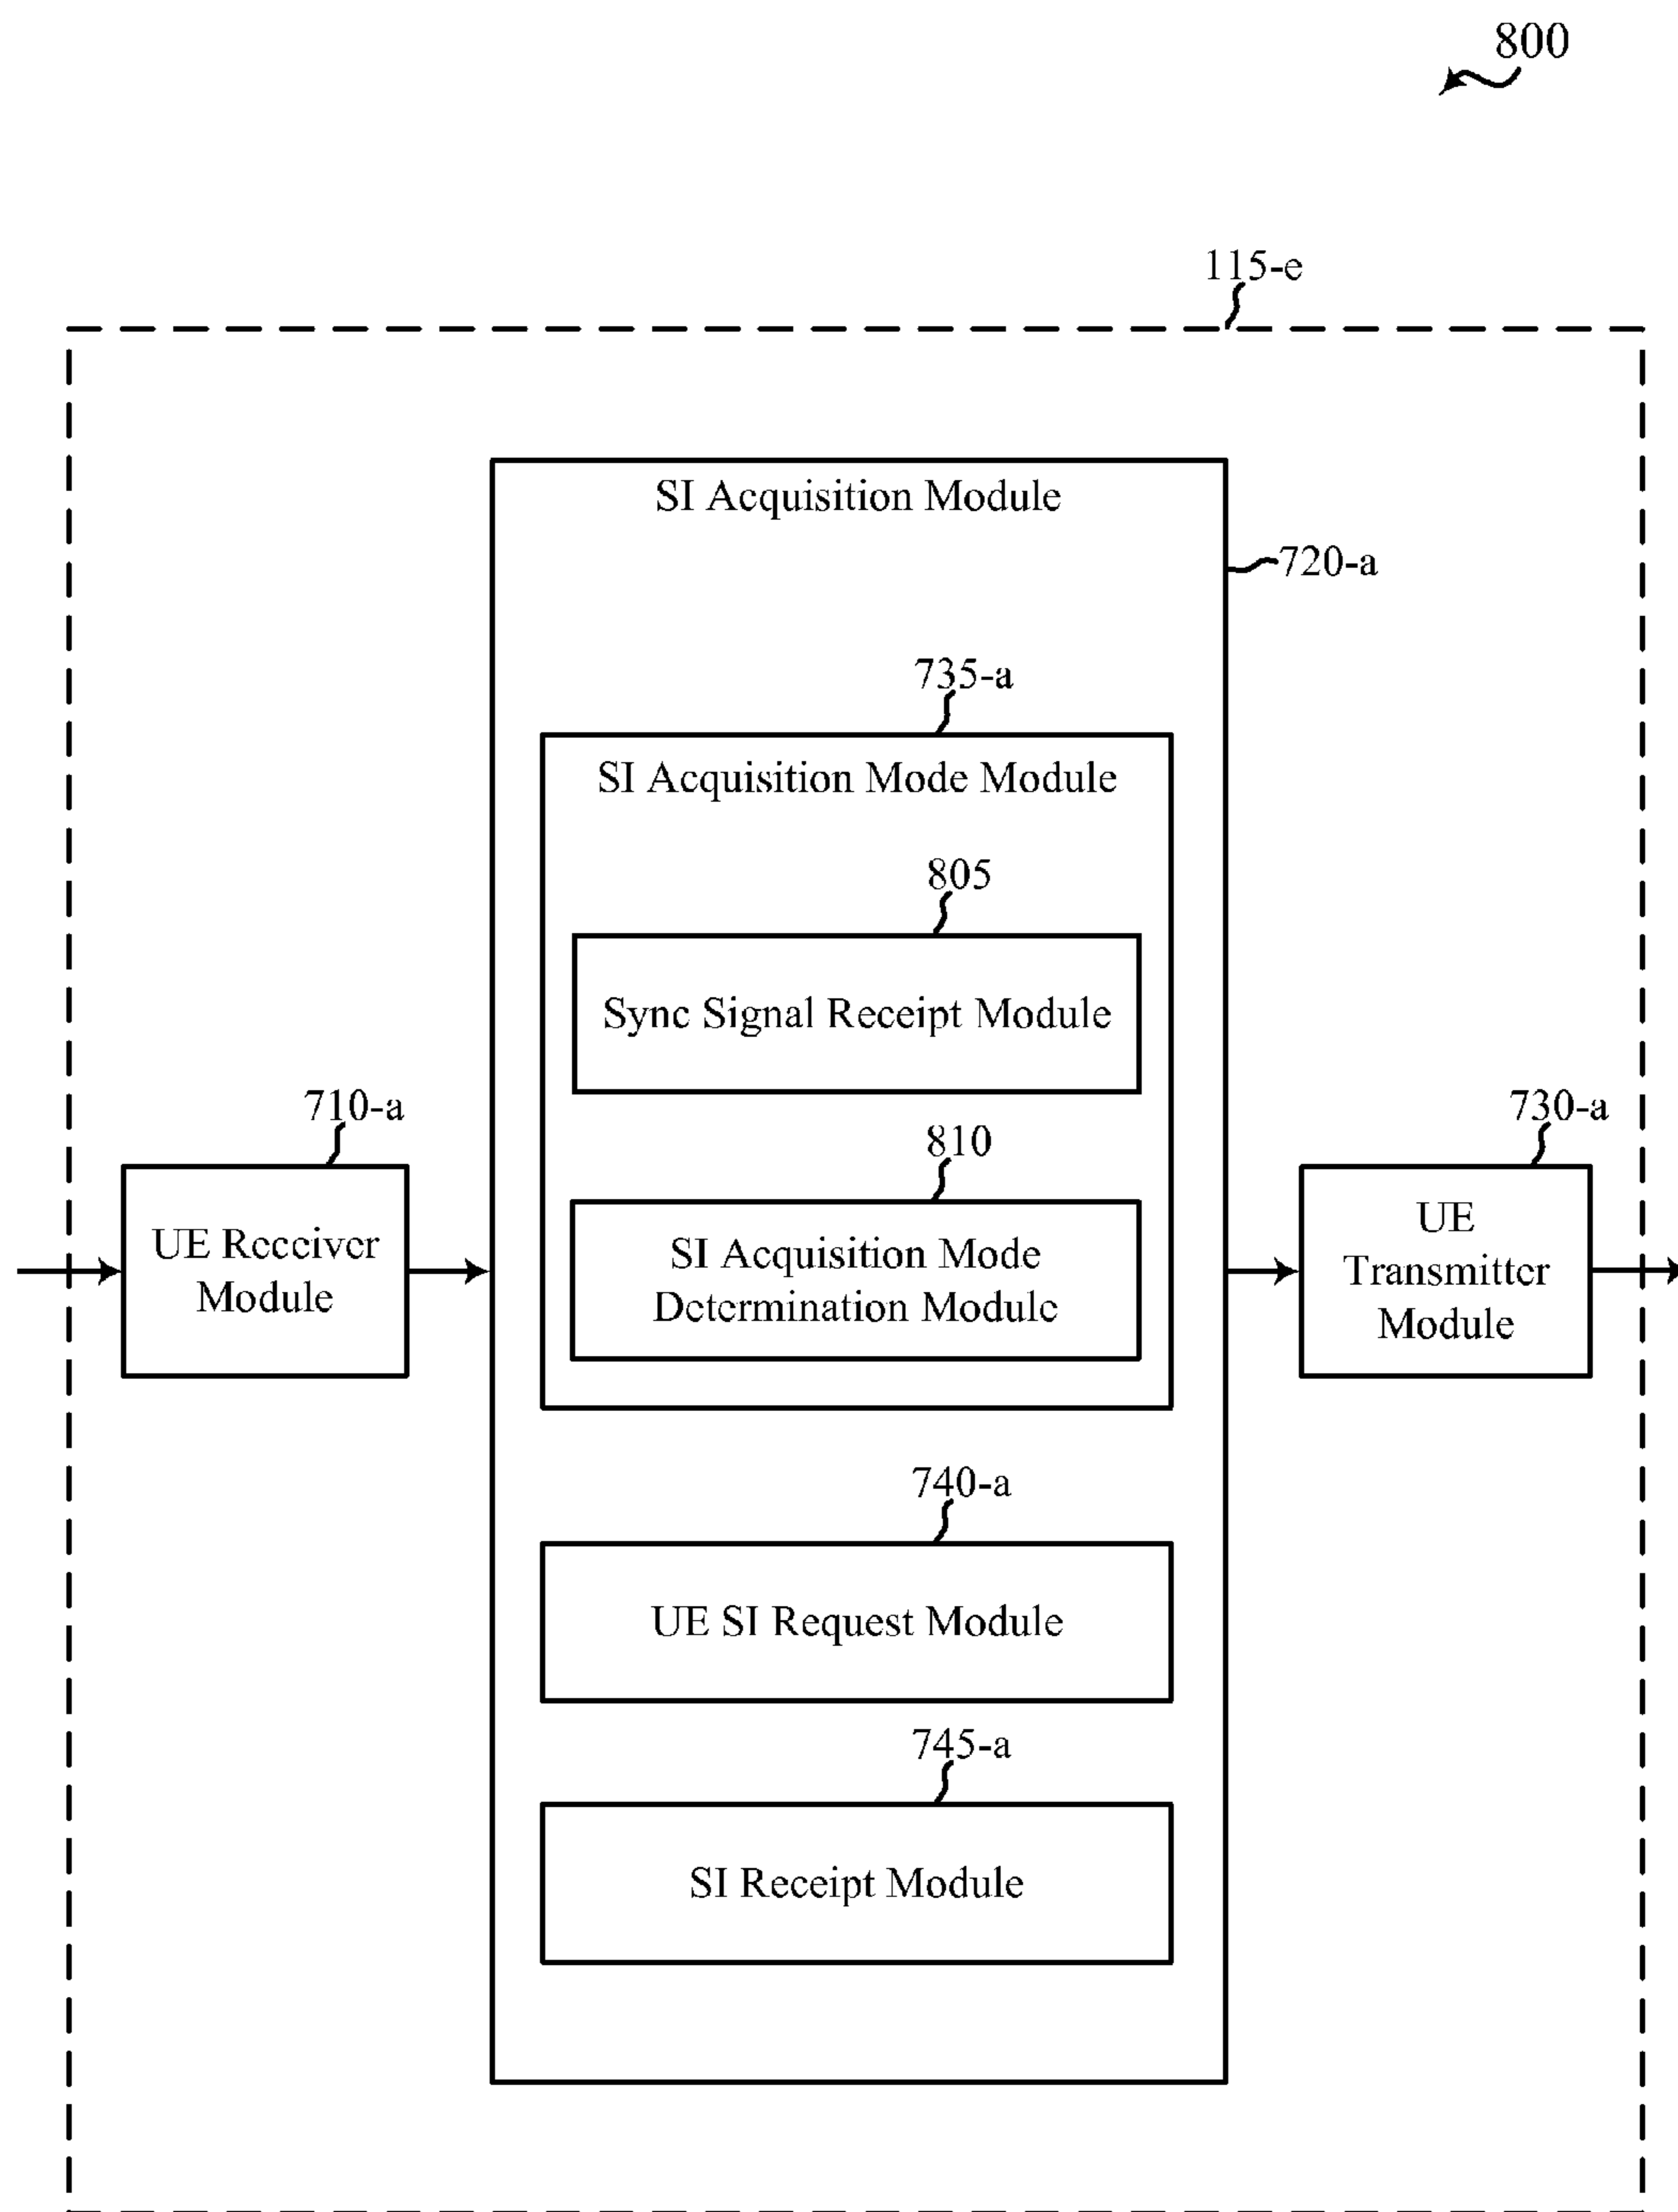 800
115-e
SI Acquisition Module
720-a
735-a
SI Acquisition Mode Module
805
Sync Signal Receipt Module
710-a
UE Receiver
Module
810
SI Acquisition Mode
Determination Module
730-a
UE
Transmitter
Module
740-a
UE SI Request Module
745-a
SI Receipt Module